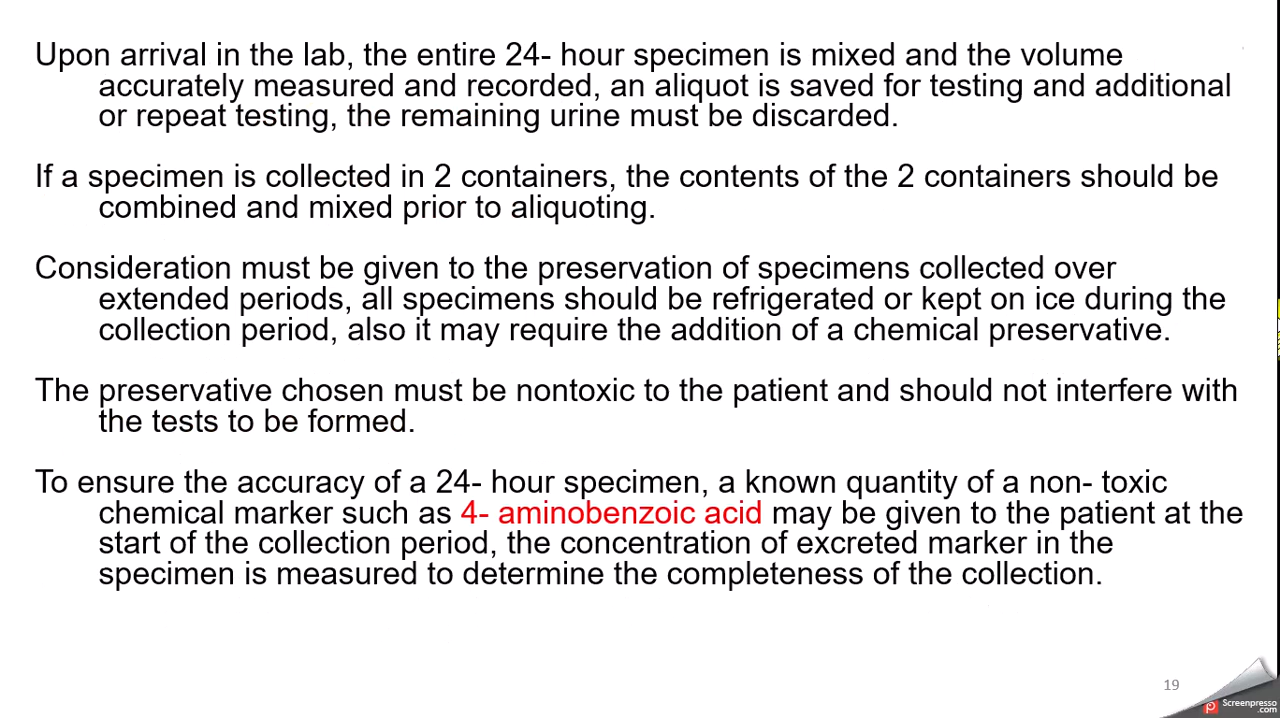 Upon arrival in the lab, the entire 24- hour specimen is mixed and the volume
accurately measured and recorded, an aliquot is saved for testing and additional
or repeat testing, the remaining urine must be discarded.
If a specimen is collected in 2 containers, the contents of the 2 containers should be
combined and mixed prior to aliquoting.
Consideration must be given to the preservation of specimens collected over
extended periods, all specimens should be refrigerated or kept on ice during the
collection period, also it may require the addition of a chemical preservative.
The preservative chosen must be nontoxic to the patient and should not interfere with
the tests to be formed.
To ensure the accuracy of a 24- hour specimen, a known quantity of a non- toxic
chemical marker such as 4- aminobenzoic acid may be given to the patient at the
start of the collection period, the concentration of excreted marker in the
specimen is measured to determine the completeness of the collection.
19
Screenpresso
.com